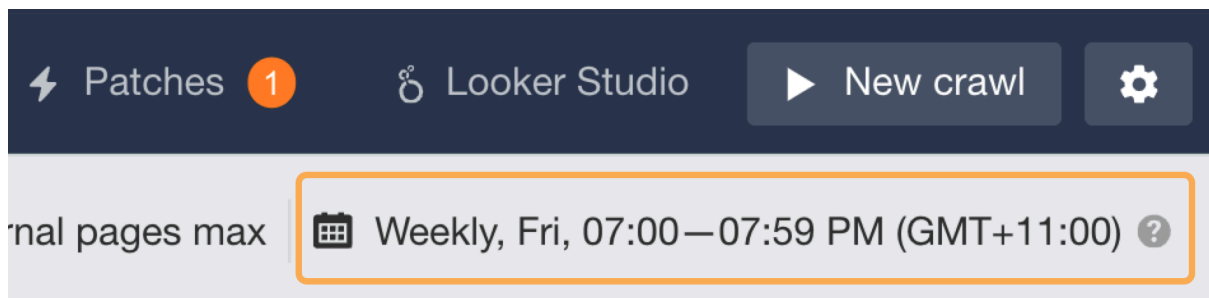 Patches 1 Looker Studio New crawl
rnal pages max Weekly, Fri, 07:00—07:59 PM (GMT+11:00) ?